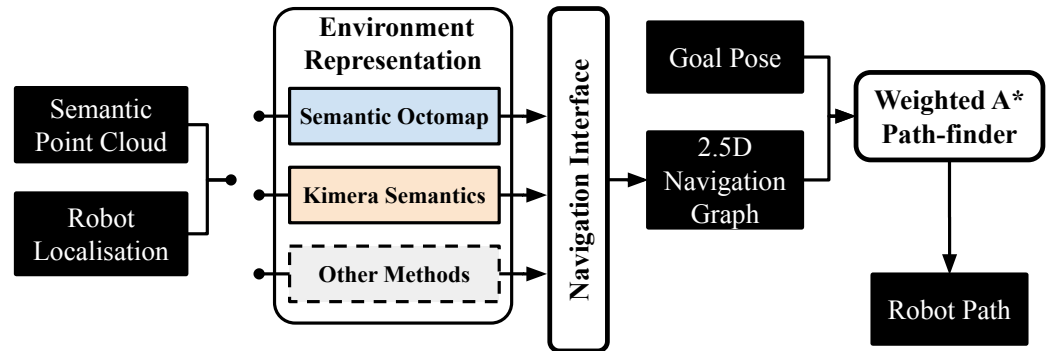 Semantic
Point Cloud
Robot
Localisation
Environment
Representation
Semantic Octomap
Kimera Semantics
Other Methods
Navigation Interface
Goal Pose
2.5D
Navigation
Graph
Weighted A*
Path-finder
Robot Path